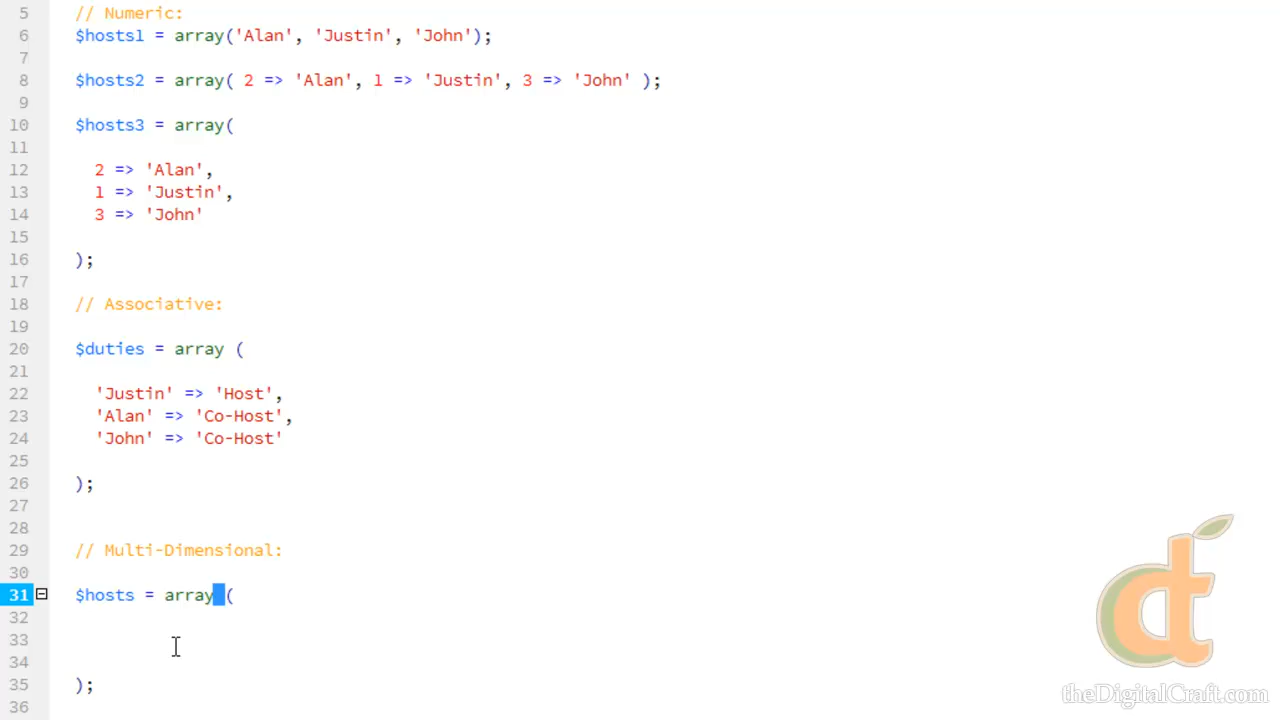 5 // Numeric:
6 $hosts1 = array('Alan', 'Justin', 'John');
7
8 $hosts2 = array( 2 => 'Alan', 1 => 'Justin', 3 => 'John' );
9
10 $hosts3 = array(
11
12 2 => 'Alan',
13 1 => 'Justin',
14 3 => 'John'
15
16 );
17
18 // Associative:
19
20 $duties = array (
21
22 'Justin' => 'Host',
23 'Alan' => 'Co-Host',
24 'John' => 'Co-Host'
25
26 );
27
28
29 // Multi-Dimensional:
30
31 $hosts = array (
32
33
34
35 );
36
dt
theDigitalCraft.com